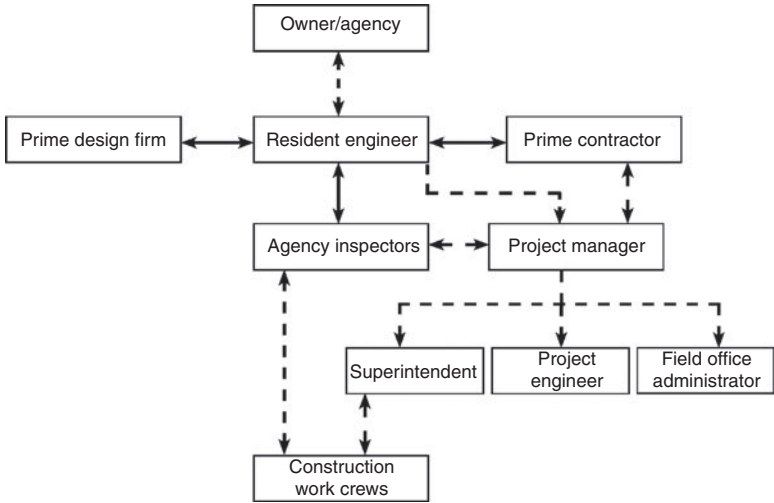 Owner/agency
Prime design firm
Resident engineer
Prime contractor
Agency inspectors
Project manager
Superintendent
Project
engineer
Field office
administrator
Construction
work crews